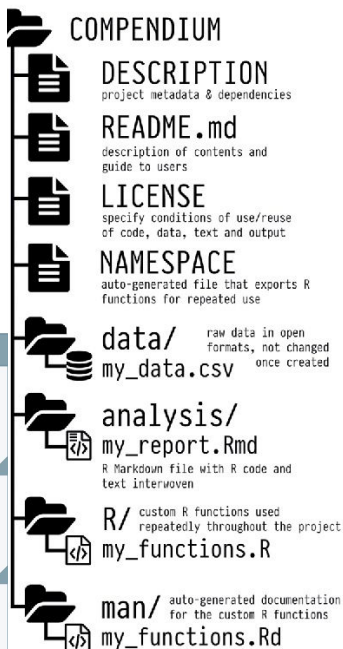 COMPENDIUM
DESCRIPTION
project metadata & dependencies
README.md
description of contents and
guide to users
LICENSE
specify conditions of use/reuse
of code, data, text and output
NAMESPACE
auto-generated file that exports R
functions for repeated use
data/
raw data in open
formats, not changed
once created
my_data.csv
analysis/
my_report.Rmd
R Markdown file with R code and
text interwoven
R/
custom R functions used
repeatedly throughout the project
my_functions.R
man/
auto-generated documentation
for the custom R functions
my_functions.Rd